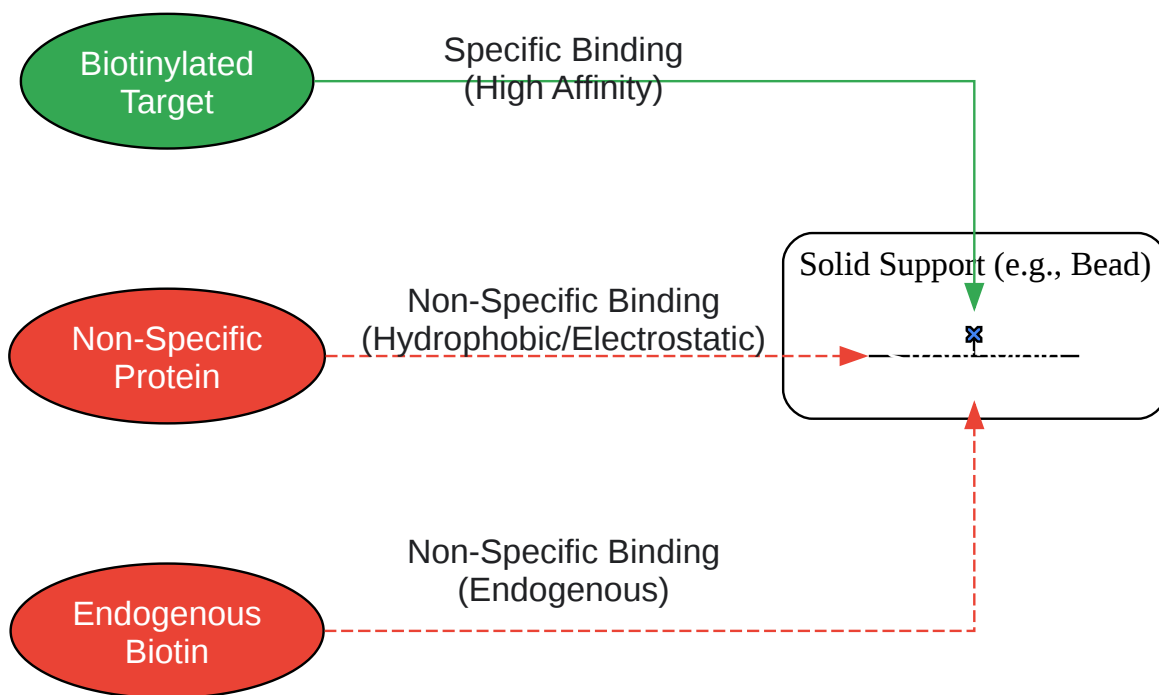 Biotinylated
Target
Specific Binding
(High Affinity)
Solid Support (e.g., Bead)
Non-Specific
Protein
Non-Specific Binding
(Hydrophobic/Electrostatic)
Endogenous
Biotin
Non-Specific Binding
(Endogenous)